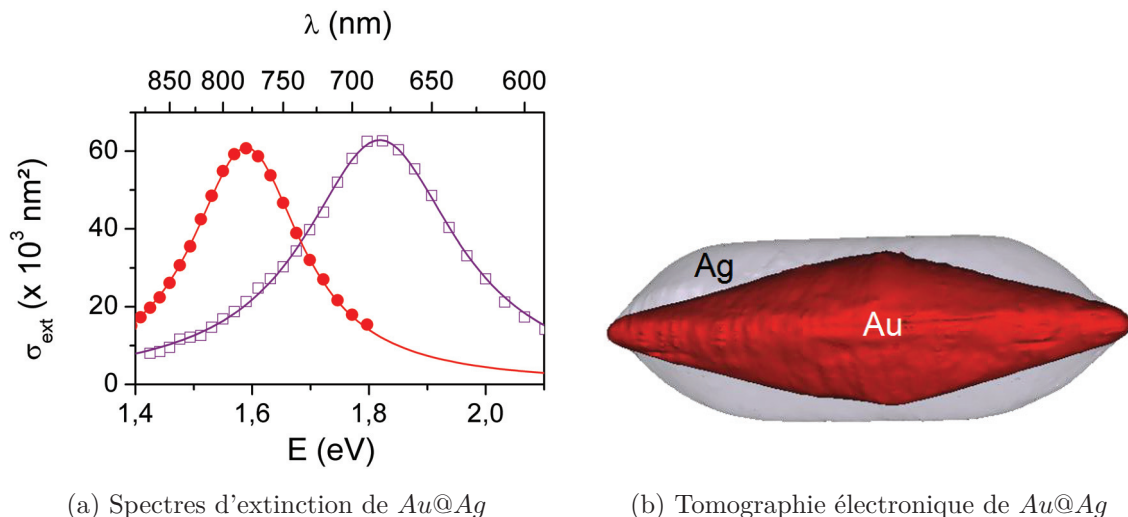 λ (nm)
850 800 750 700 650 600
60
40
20
0
σext (x 10³ nm²)
1,4 1,6 1,8 2,0
E (eV)
Ag
Au
(a) Spectres d'extinction de Au@Ag
(b) Tomographie électronique de Au@Ag